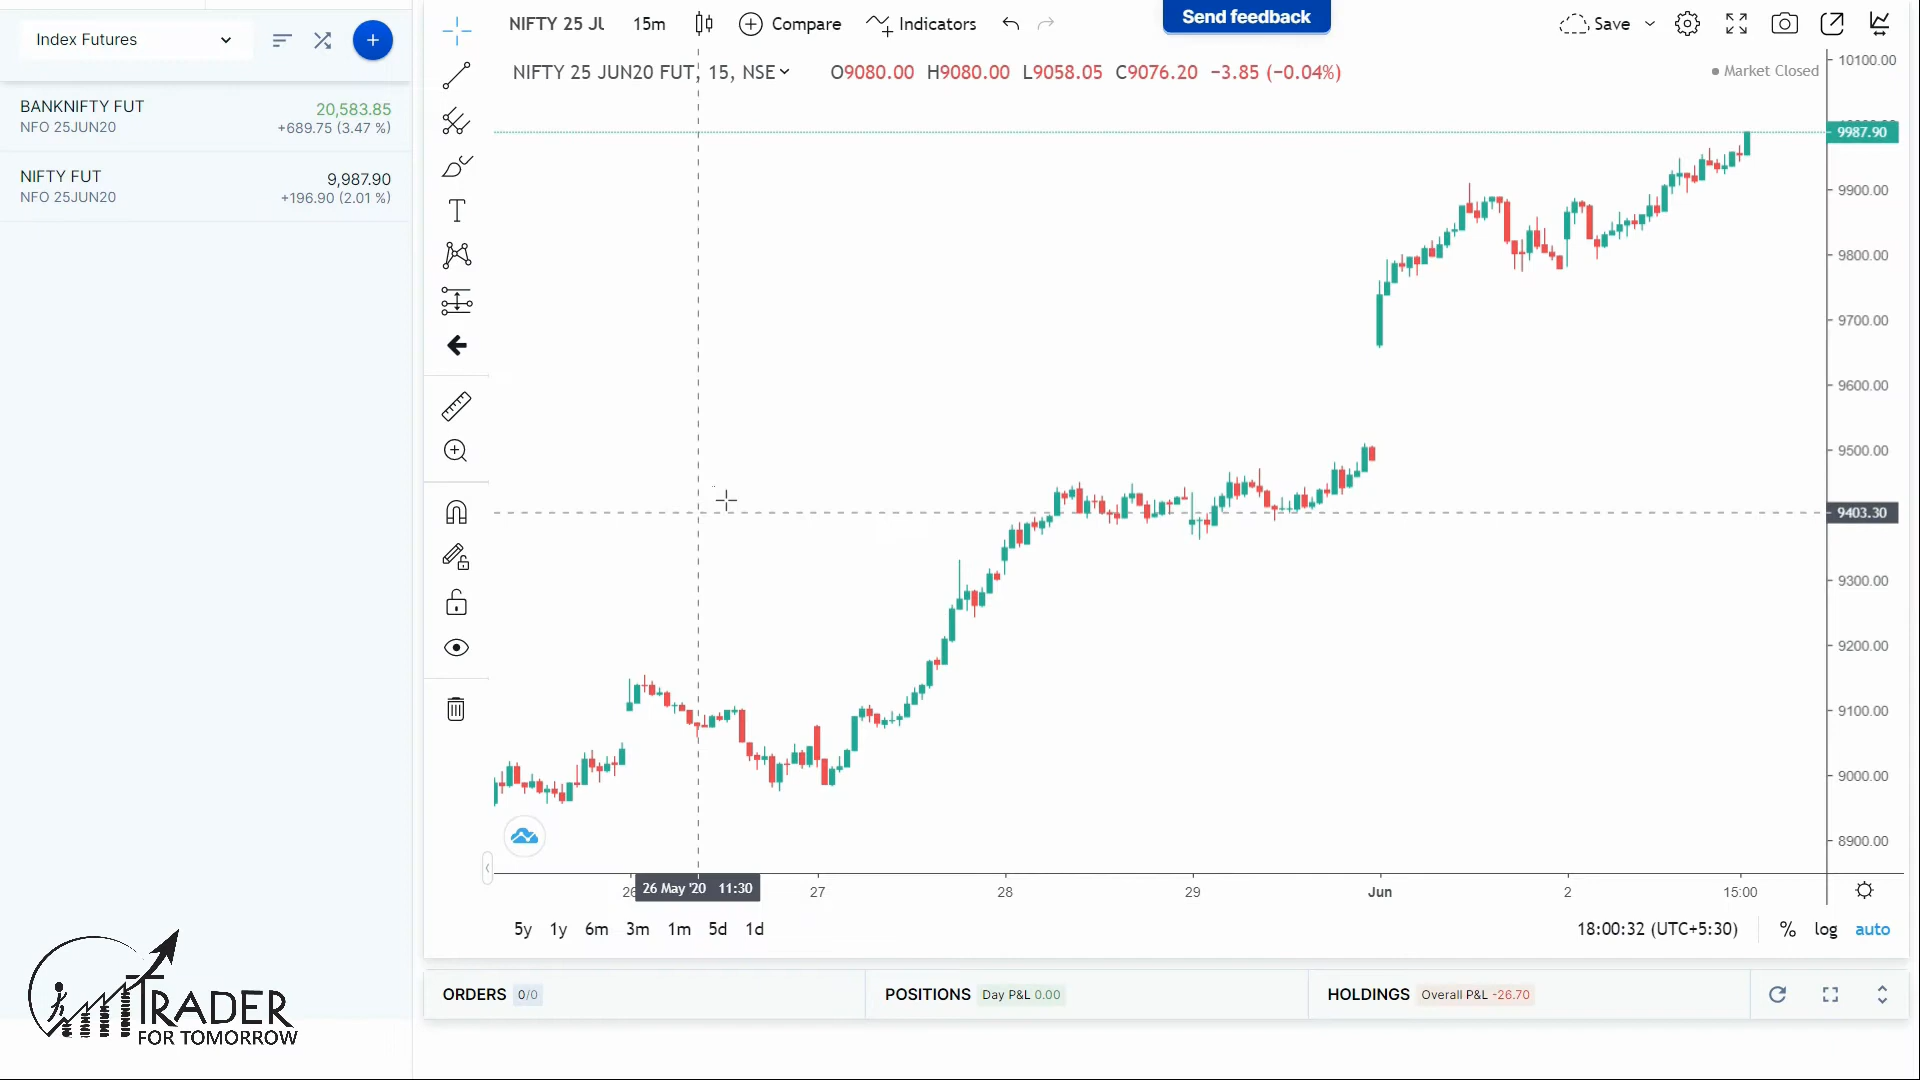 Index Futures
BANKNIFTY FUT
NFO 25JUN20
20,583.85
+689.75 (3.47 %)
NIFTY FUT
NFO 25JUN20
9,987.90
+196.90 (2.01 %)
TRADER
FOR TOMORROW
NIFTY 25 JU
15m
Compare
Indicators
Send feedback
Save
NIFTY 25 JUN20 FUT, 15, NSE
O9080.00 H9080.00 L9058.05 C9076.20 −3.85 (−0.04%)
Market Closed
10100.00
9987.90
9900.00
9800.00
9700.00
9600.00
9500.00
9403.30
9300.00
9200.00
9100.00
9000.00
8900.00
26
26 May '20 11:30
27
28
29
Jun
2
15:00
5y 1y 6m 3m 1m 5d 1d
18:00:32 (UTC+5:30)
% log auto
ORDERS 0/0
POSITIONS Day P&L 0.00
HOLDINGS Overall P&L -26.70